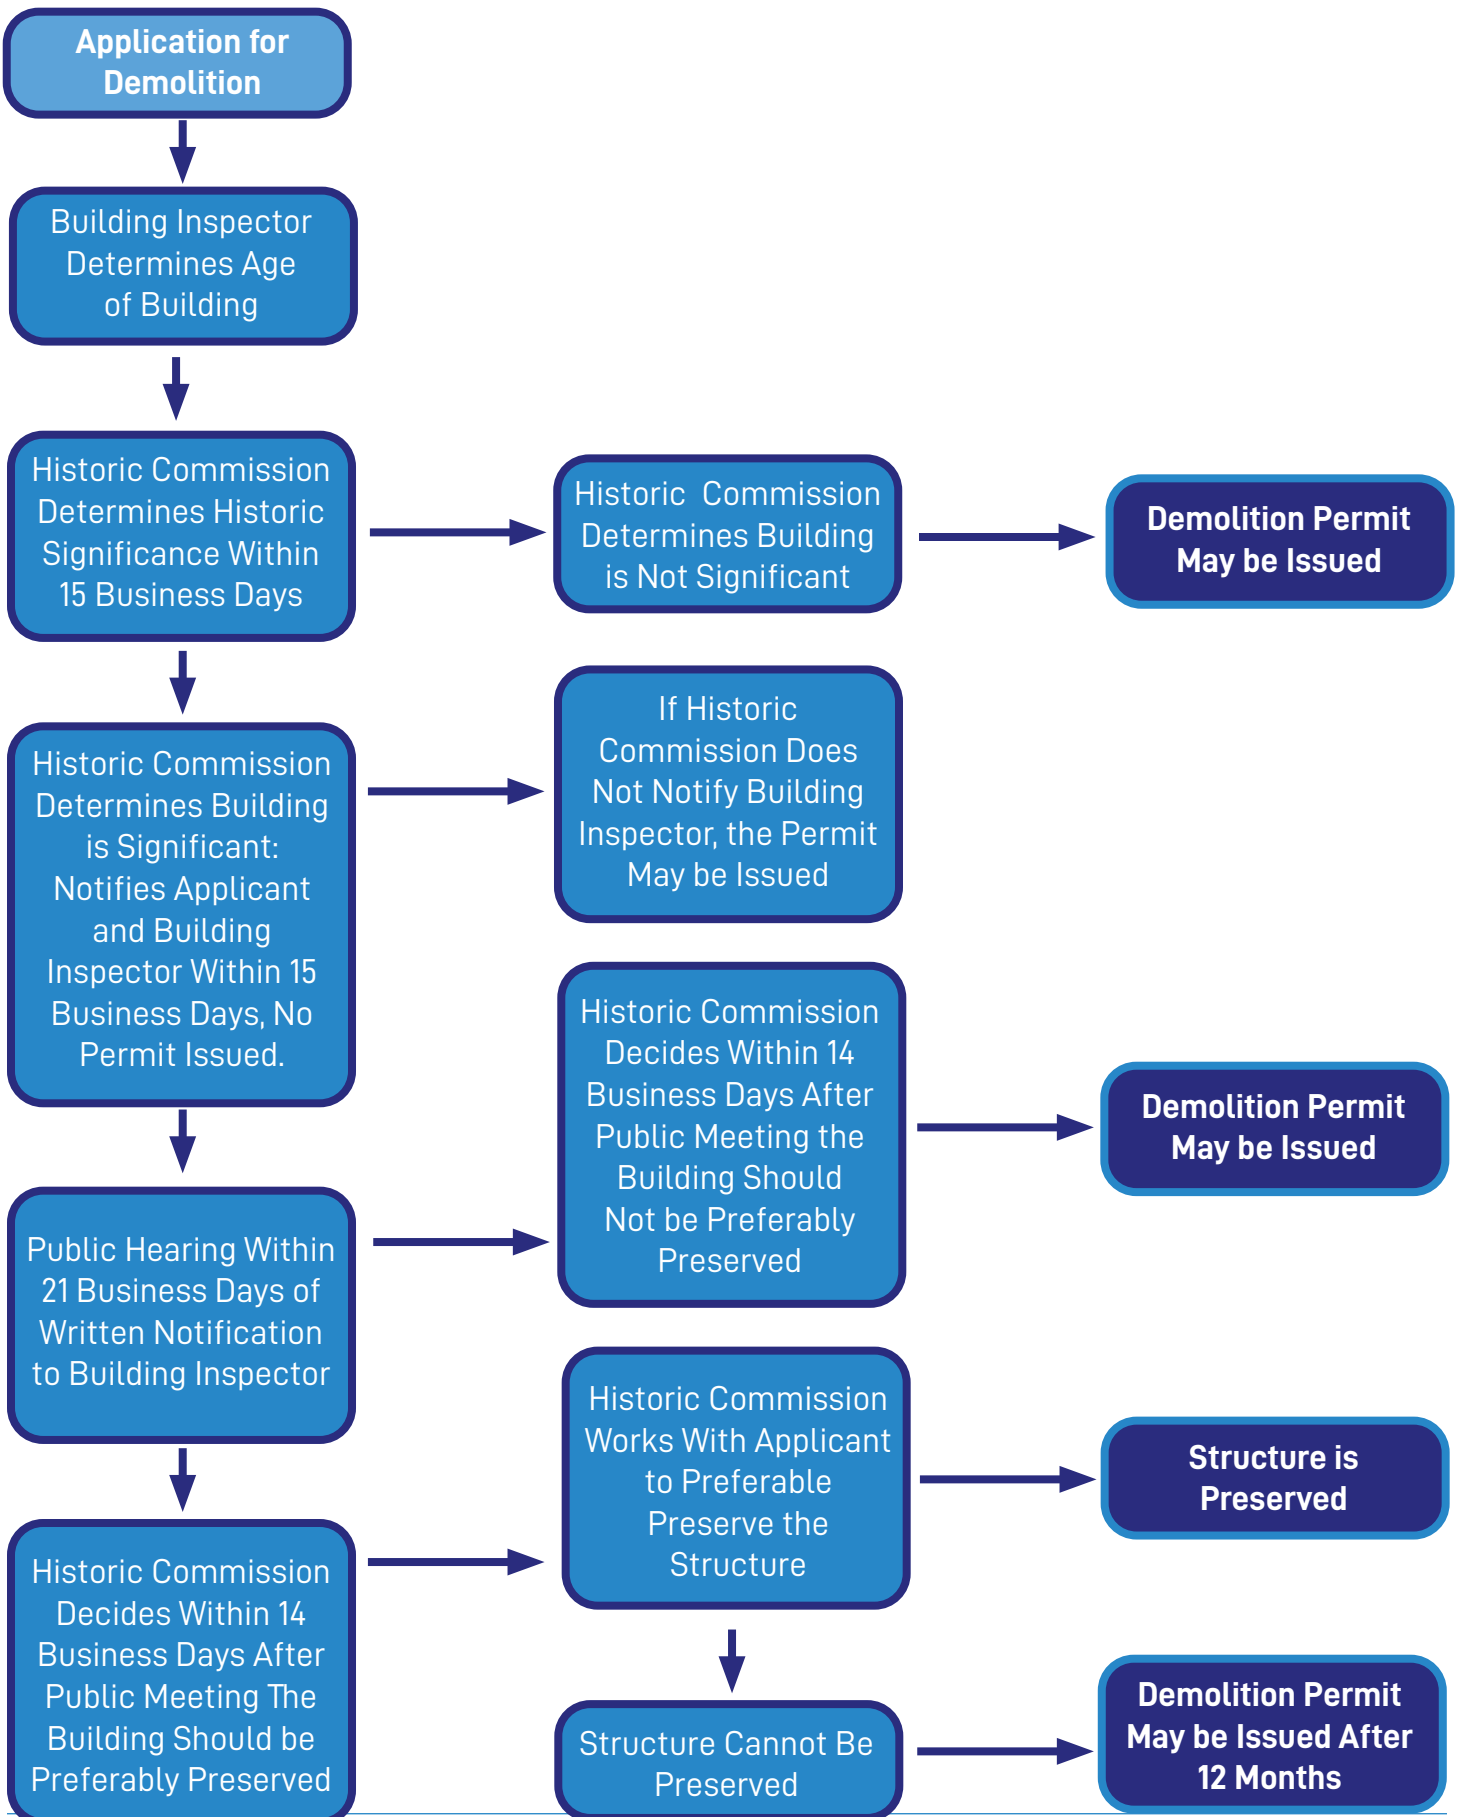 Application for
Demolition
Building Inspector
Determines Age
of Building
Historic Commission
Determines Historic
Significance Within
15 Business Days
Historic Commission
Determines Building
is Not Significant
Demolition Permit
May be Issued
Historic Commission
Determines Building
is Significant:
Notifies Applicant
and Building
Inspector Within 15
Business Days, No
Permit Issued.
If Historic
Commission Does
Not Notify Building
Inspector, the Permit
May be Issued
Public Hearing Within
21 Business Days of
Written Notification
to Building Inspector
Historic Commission
Decides Within 14
Business Days After
Public Meeting the
Building Should
Not be Preferably
Preserved
Demolition Permit
May be Issued
Historic Commission
Decides Within 14
Business Days After
Public Meeting The
Building Should be
Preferably Preserved
Historic Commission
Works With Applicant
to Preferable
Preserve the
Structure
Structure is
Preserved
Structure Cannot Be
Preserved
Demolition Permit
May be Issued After
12 Months